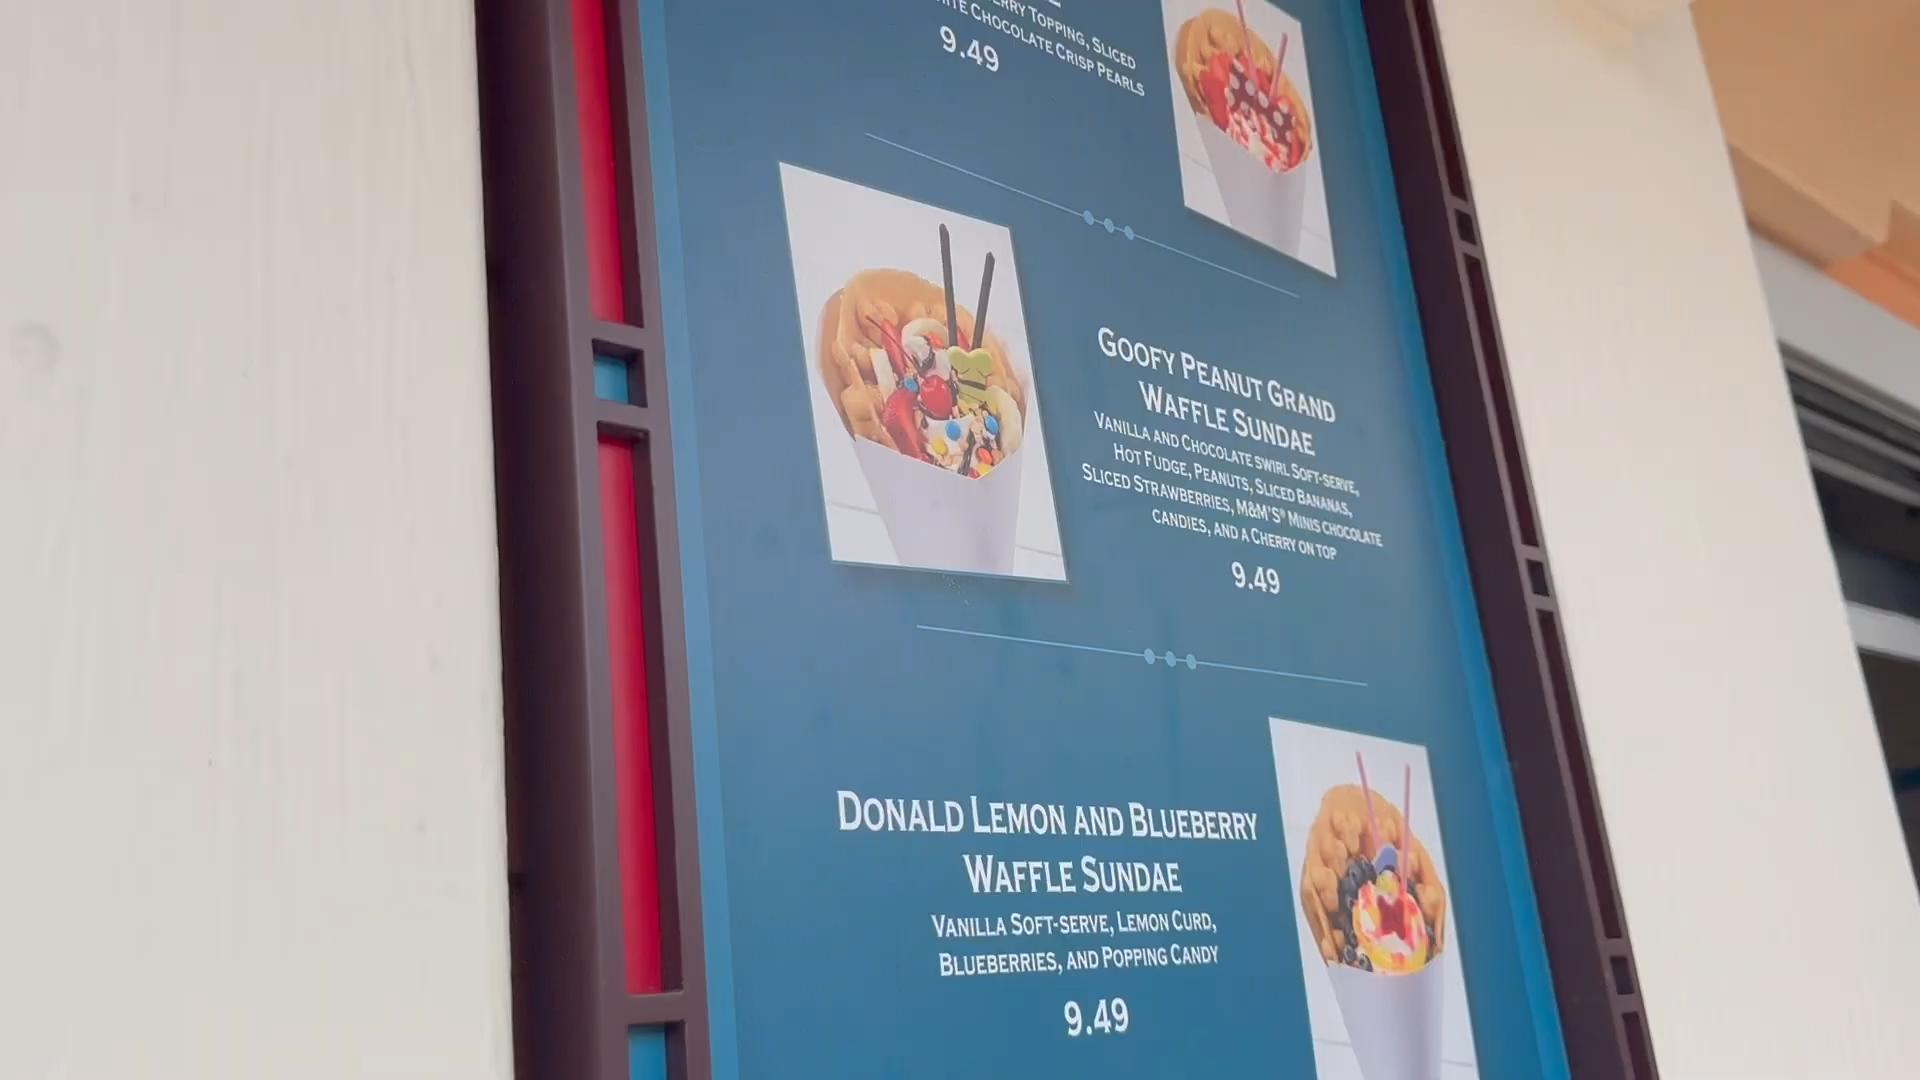 TOPPING, SLICED
CHOCOLATE CRISP PEARLS
9.49
GOOFY PEANUT GRAND
WAFFLE SUNDAE
VANILLA AND CHOCOLATE SWIRL SOFT-SERVE,
HOT FUDGE, PEANUTS, SLICED BANANAS,
SLICED STRAWBERRIES, M&M'S® MINIS CHOCOLATE
CANDIES, AND A CHERRY ON TOP
9.49
DONALD LEMON AND BLUEBERRY
WAFFLE SUNDAE
VANILLA SOFT-SERVE, LEMON CURD,
BLUEBERRIES, AND POPPING CANDY
9.49